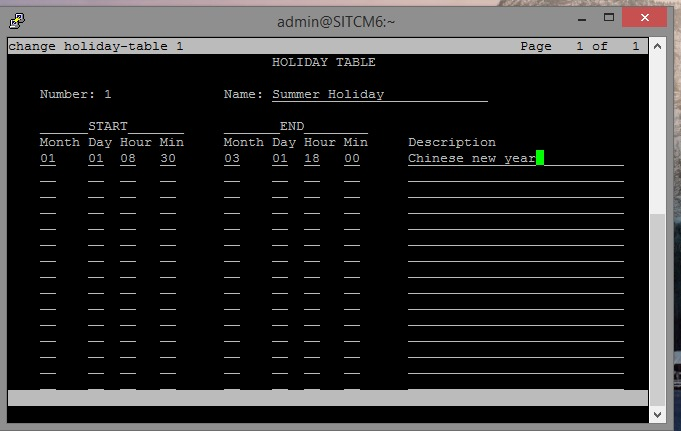 admin@SITCM6:~
change holiday-table 1 Page 1 of 1
HOLIDAY TABLE
Number: 1 Name: Summer Holiday
START END
Month Day Hour Min Month Day Hour Min Description
01 01 08 30 03 01 18 00 Chinese new year